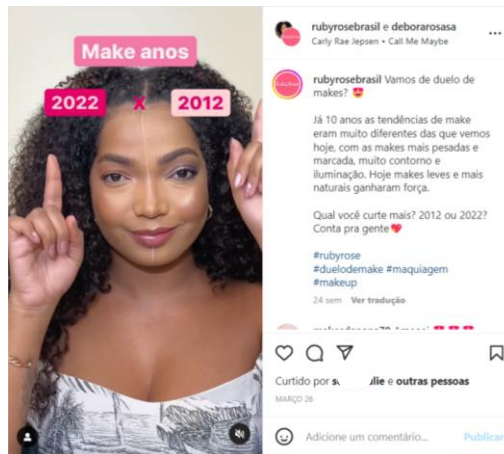 Make anos
2022 X 2012
rubyrosebrasil e deborarosasa
Carly Rae Jepsen • Call Me Maybe
rubyrosebrasil Vamos de duelo de
makes? 😍
Já 10 anos as tendências de make
eram muito diferentes das que vemos
hoje, com as makes mais pesadas e
marcada, muito contorno e
iluminação. Hoje makes leves e mais
naturais ganharam força.
Qual você curte mais? 2012 ou 2022?
Conta pra gente💖
#rubyrose
#duelodemake #maquiagem
#makeup
24 sem Ver tradução
Curtido por e outras pessoas
MARÇO 26
Adicione um comentário...
Publicar